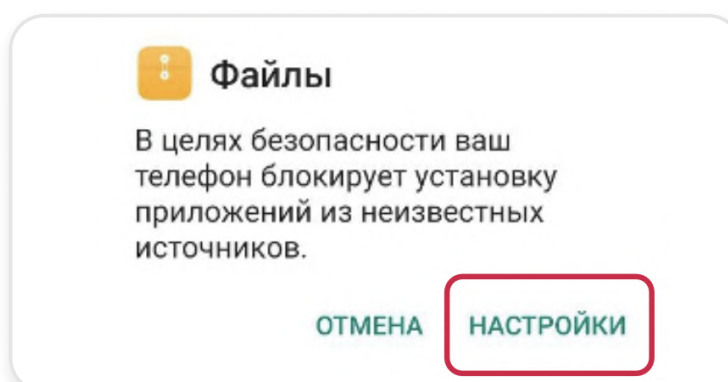 Файлы
В целях безопасности ваш
телефон блокирует установку
приложений из неизвестных
источников.
ОТМЕНА НАСТРОЙКИ